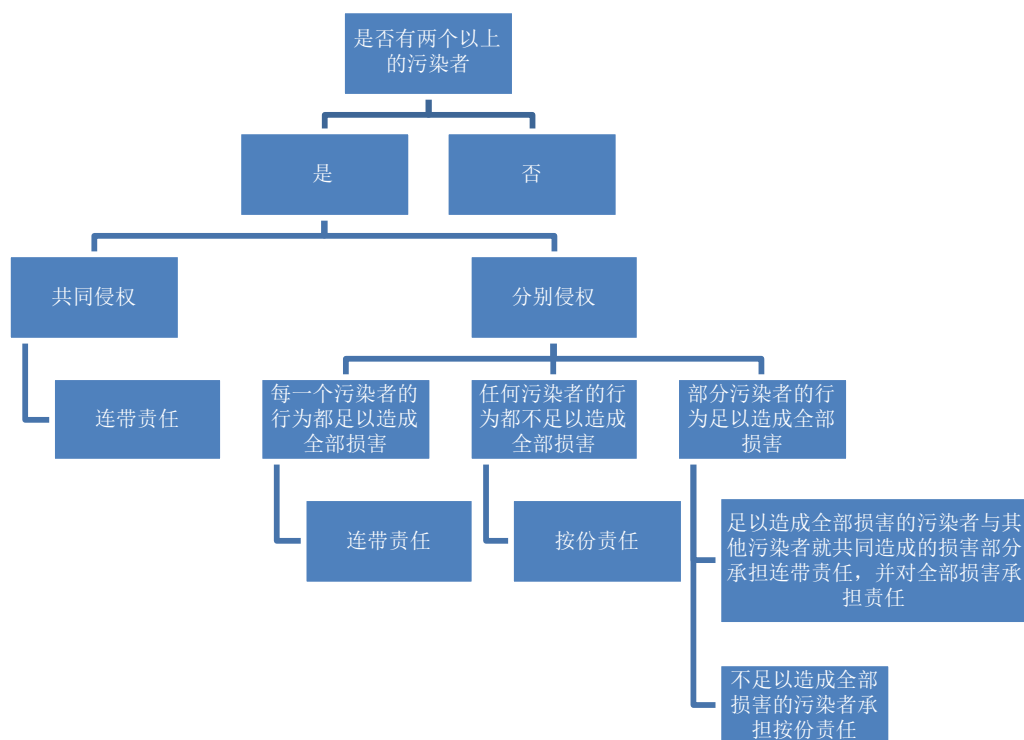 是否有两个以上
的污染者
是
否
共同侵权
分别侵权
连带责任
每一个污染者的
行为都足以造成
全部损害
任何污染者的行
为都不足以造成
全部损害
部分污染者的行
为足以造成全部
损害
连带责任
按份责任
足以造成全部损害的污染者与其
他污染者就共同造成的损害部分
承担连带责任，并对全部损害承
担责任
不足以造成全部
损害的污染者承
担按份责任